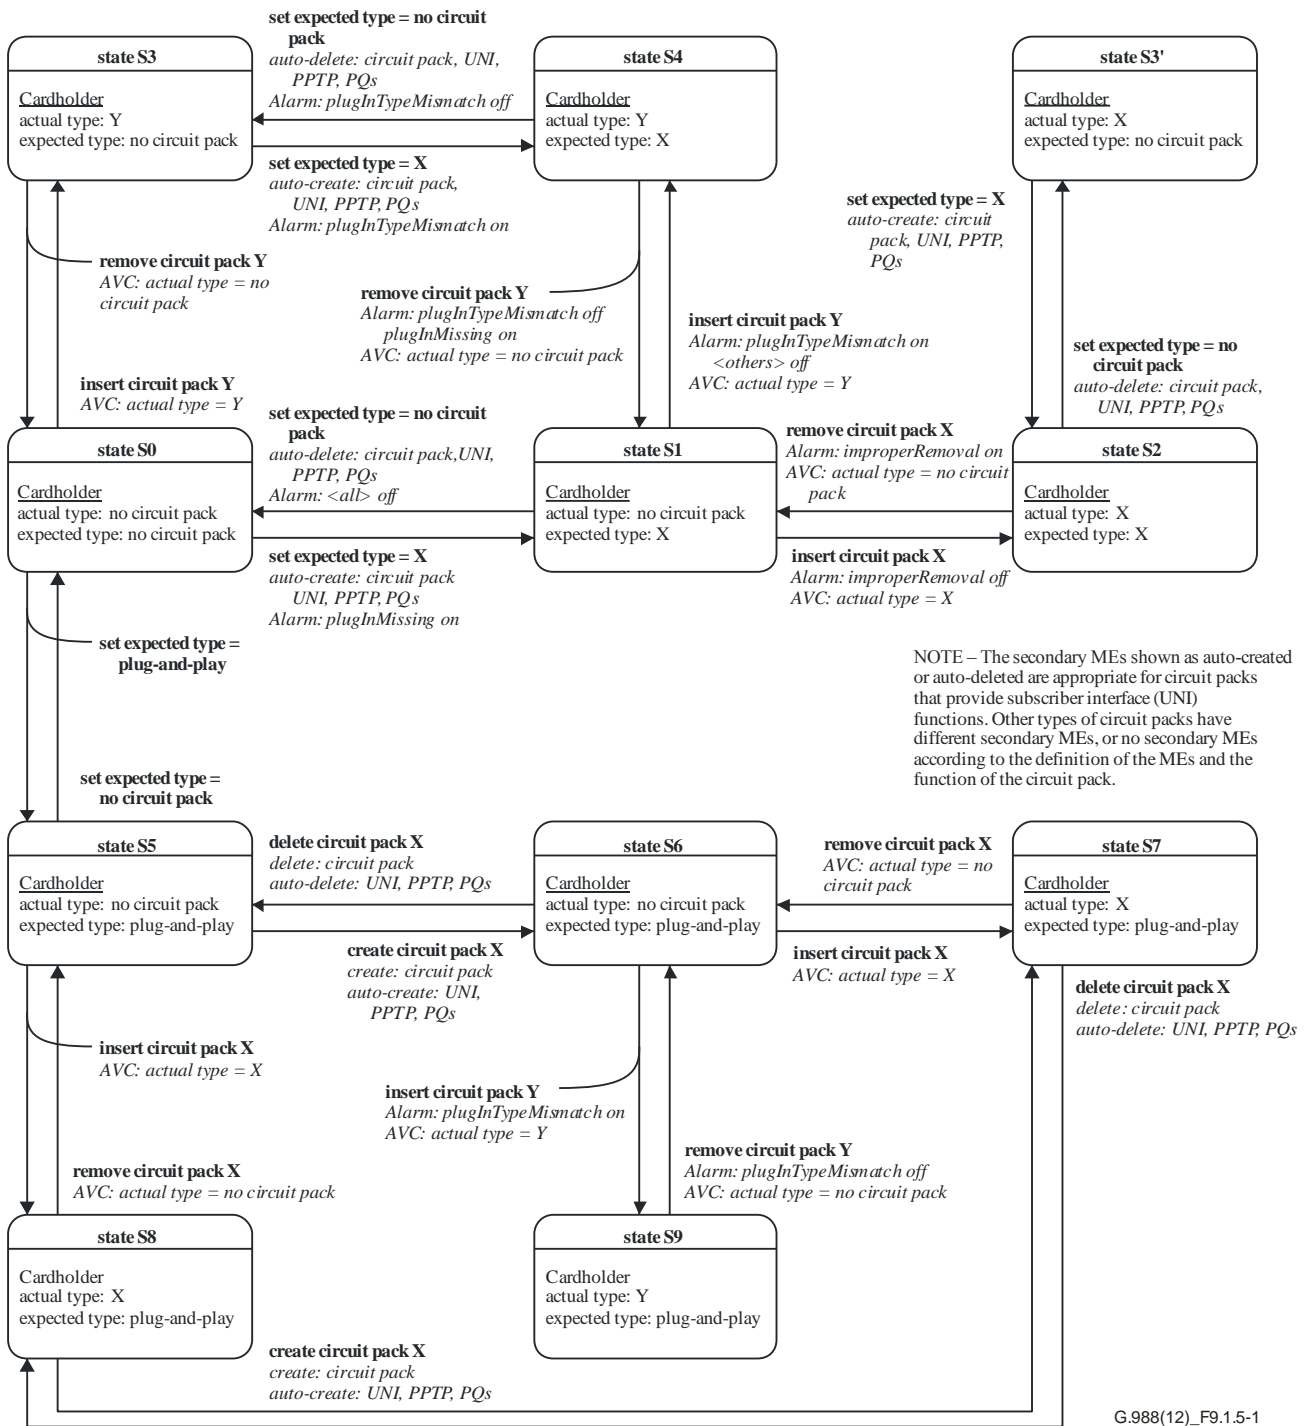 set expected type = no circuit
pack
auto-delete: circuit pack, UNI,
PPTP, PQs
Alarm: plugInTypeMismatch off
state S3
Cardholder
actual type: Y
expected type: no circuit pack
state S4
Cardholder
actual type: Y
expected type: X
state S3'
Cardholder
actual type: X
expected type: no circuit pack
set expected type = X
auto-create: circuit pack,
UNI, PPTP, PQs
Alarm: plugInTypeMismatch on
set expected type = X
auto-create: circuit
pack, UNI, PPTP,
PQs
remove circuit pack Y
AVC: actual type = no
circuit pack
remove circuit pack Y
Alarm: plugInTypeMismatch off
plugInMissing on
AVC: actual type = no circuit pack
insert circuit pack Y
Alarm: plugInTypeMismatch on
<others> off
AVC: actual type = Y
set expected type = no
circuit pack
auto-delete: circuit pack,
UNI, PPTP, PQs
insert circuit pack Y
AVC: actual type = Y
set expected type = no circuit
pack
auto-delete: circuit pack,UNI,
PPTP, PQs
Alarm: <all> off
remove circuit pack X
Alarm: improperRemoval on
AVC: actual type = no circuit
pack
state S0
Cardholder
actual type: no circuit pack
expected type: no circuit pack
state S1
Cardholder
actual type: no circuit pack
expected type: X
state S2
Cardholder
actual type: X
expected type: X
set expected type = X
auto-create: circuit pack
UNI, PPTP, PQs
Alarm: plugInMissing on
insert circuit pack X
Alarm: improperRemoval off
AVC: actual type = X
set expected type =
plug-and-play
NOTE – The secondary MEs shown as auto-created
or auto-deleted are appropriate for circuit packs
that provide subscriber interface (UNI)
functions. Other types of circuit packs have
different secondary MEs, or no secondary MEs
according to the definition of the MEs and the
function of the circuit pack.
set expected type =
no circuit pack
state S5
Cardholder
actual type: no circuit pack
expected type: plug-and-play
delete circuit pack X
delete: circuit pack
auto-delete: UNI, PPTP, PQs
state S6
Cardholder
actual type: no circuit pack
expected type: plug-and-play
remove circuit pack X
AVC: actual type = no
circuit pack
state S7
Cardholder
actual type: X
expected type: plug-and-play
create circuit pack X
create: circuit pack
auto-create: UNI,
PPTP, PQs
insert circuit pack X
AVC: actual type = X
delete circuit pack X
delete: circuit pack
auto-delete: UNI, PPTP, PQs
insert circuit pack X
AVC: actual type = X
insert circuit pack Y
Alarm: plugInTypeMismatch on
AVC: actual type = Y
remove circuit pack Y
Alarm: plugInTypeMismatch off
AVC: actual type = no circuit pack
remove circuit pack X
AVC: actual type = no circuit pack
state S8
Cardholder
actual type: X
expected type: plug-and-play
state S9
Cardholder
actual type: Y
expected type: plug-and-play
create circuit pack X
create: circuit pack
auto-create: UNI, PPTP, PQs
G.988(12)_F9.1.5-1